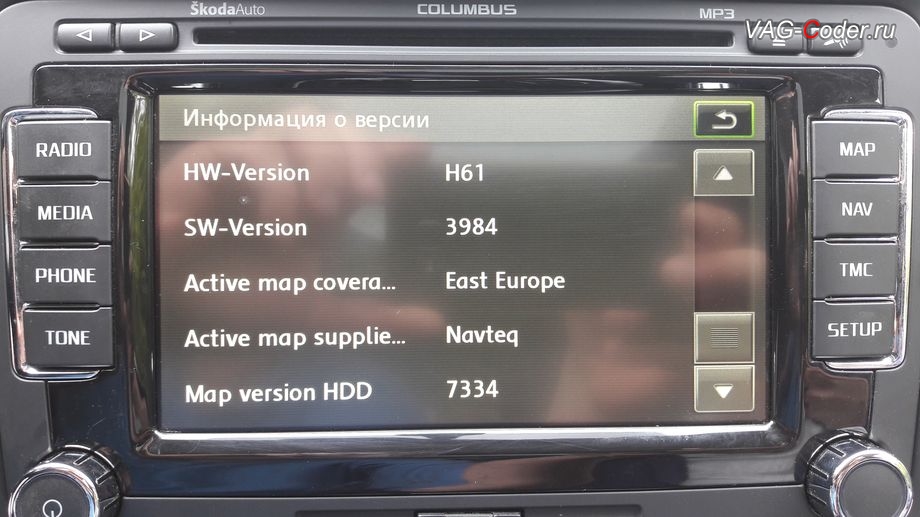 ŠkodaAuto COLUMBUS MP3
VAG-Coder.ru
Информация о версии
RADIO
MEDIA
PHONE
TONE
HW-Version H61
SW-Version 3984
Active map covera... East Europe
Active map supplie... Navteq
Map version HDD 7334
MAP
NAV
TMC
SETUP